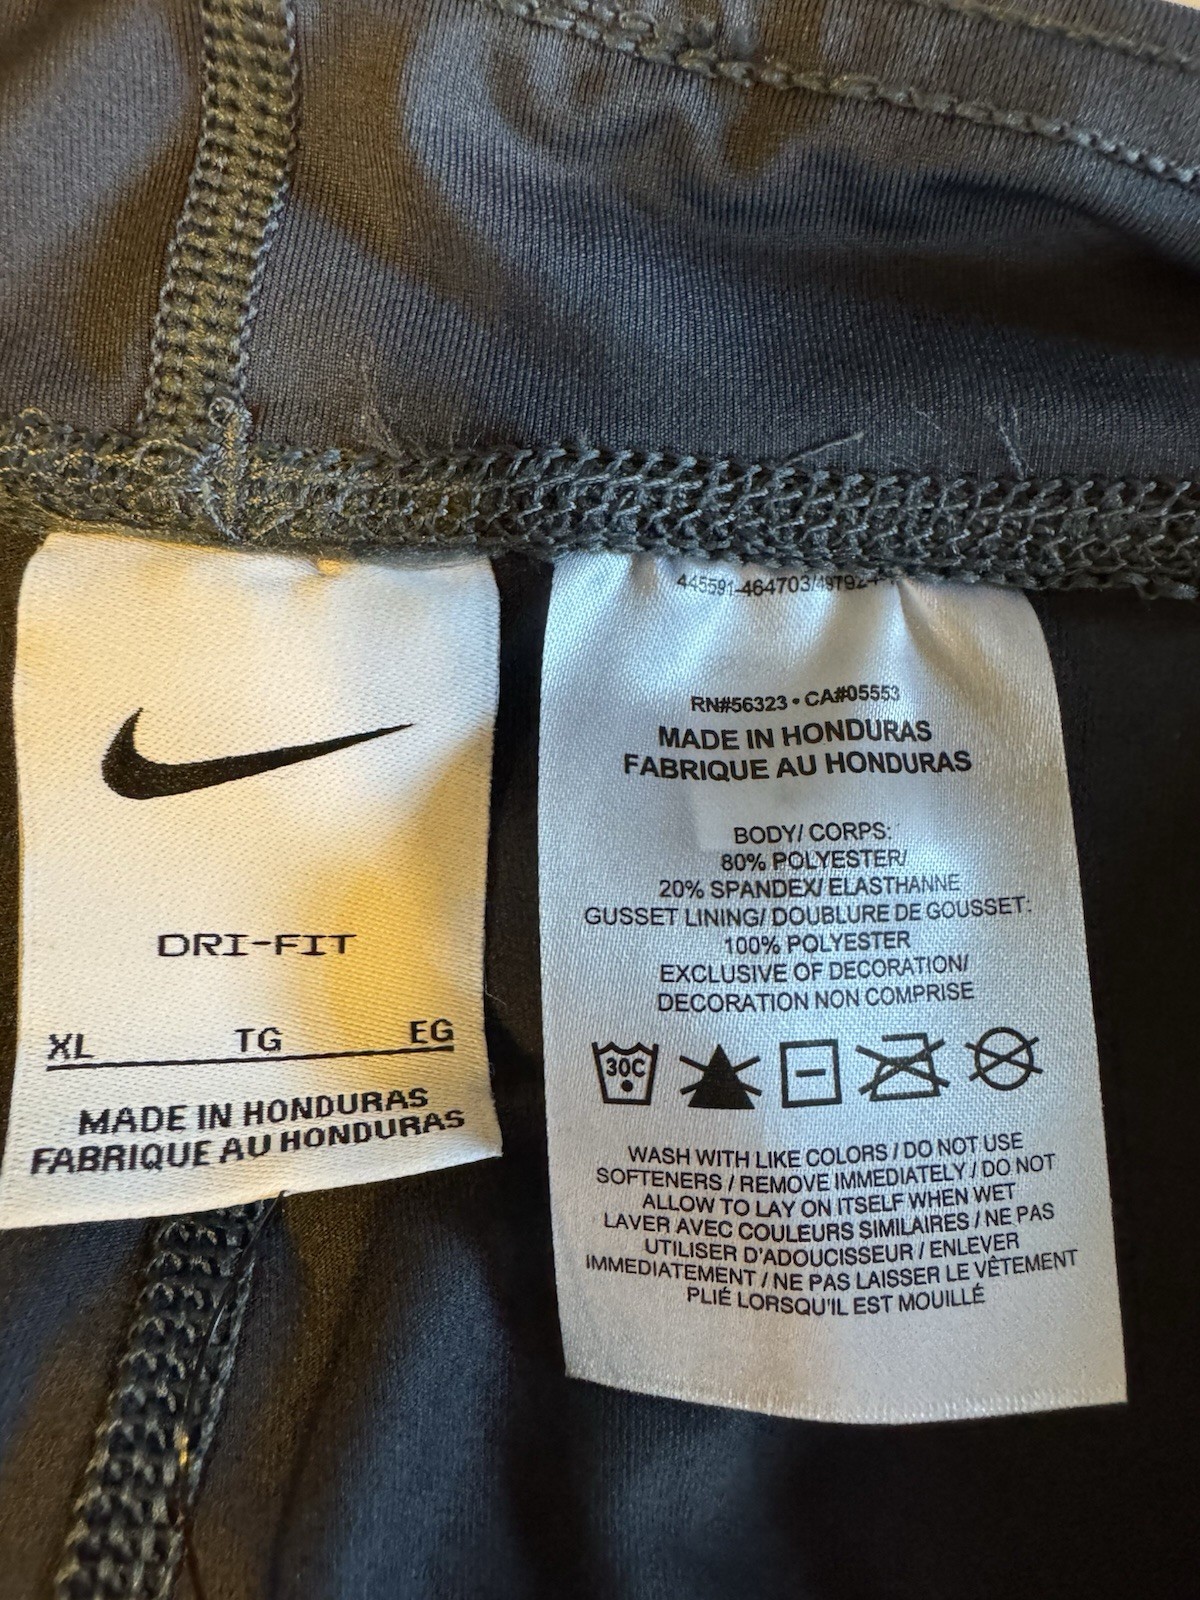 DRI-FIT
XL TG EG
MADE IN HONDURAS
FABRIQUE AU HONDURAS
RN#56323 • CA#05553
MADE IN HONDURAS
FABRIQUE AU HONDURAS
BODY/ CORPS:
80% POLYESTER/
20% SPANDEX/ ELASTHANNE
GUSSET LINING/ DOUBLURE DE GOUSSET:
100% POLYESTER
EXCLUSIVE OF DECORATION/
DECORATION NON COMPRISE
30C
WASH WITH LIKE COLORS / DO NOT USE
SOFTENERS / REMOVE IMMEDIATELY / DO NOT
ALLOW TO LAY ON ITSELF WHEN WET
LAVER AVEC COULEURS SIMILAIRES / NE PAS
UTILISER D'ADOUCISSEUR / ENLEVER
IMMEDIATEMENT / NE PAS LAISSER LE VÊTEMENT
PLIÉ LORSQU'IL EST MOUILLÉ